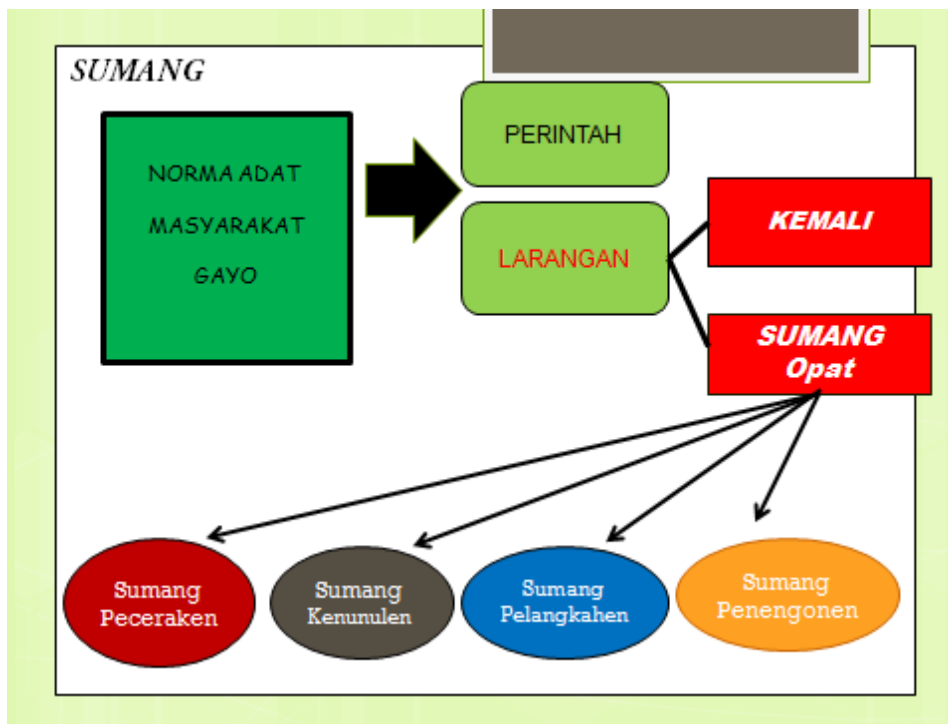 SUMANG
NORMA ADAT
MASYARAKAT
GAYO
PERINTAH
LARANGAN
KEMALI
SUMANG
Opat
Sumang
Peceraken
Sumang
Kenunulen
Sumang
Pelangkahen
Sumang
Penengonen